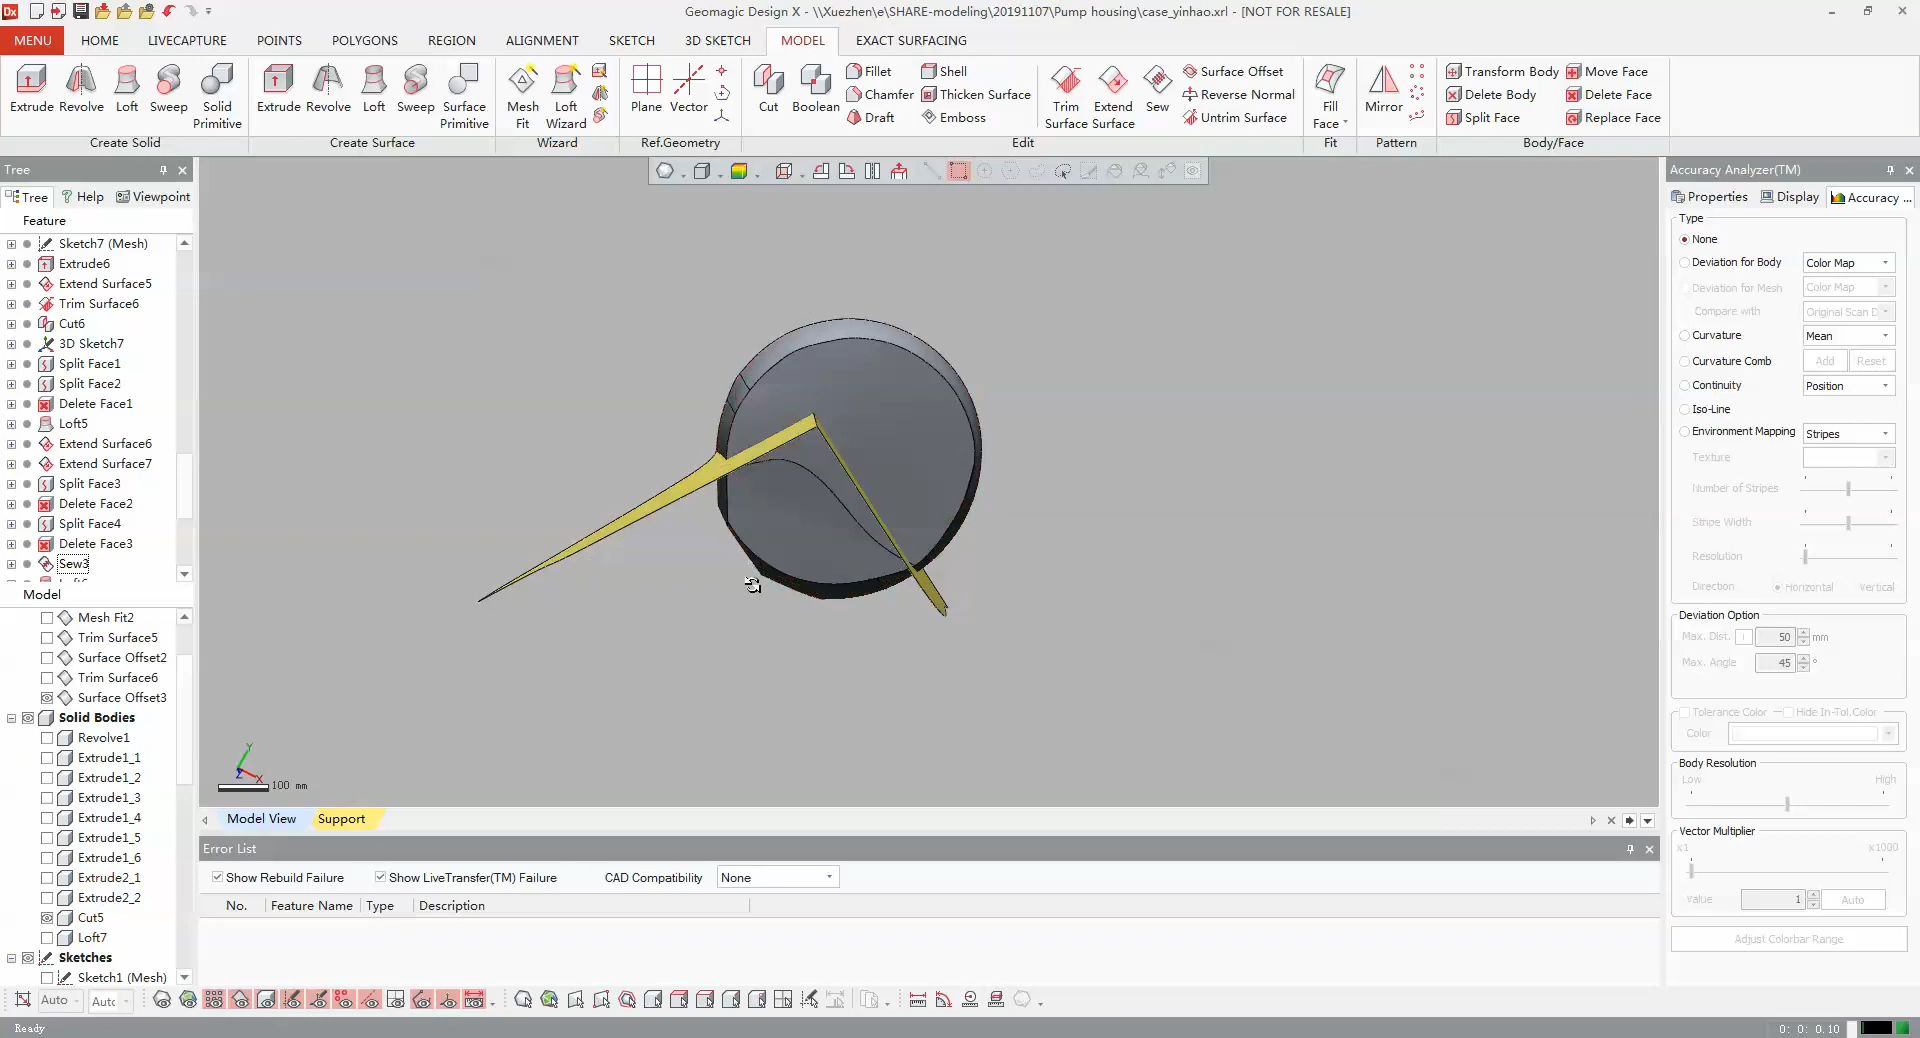 Geomagic Design X - \\Xuezhen\e\SHARE-modeling\20191107\Pump housing\case_yinhao.xrl - [NOT FOR RESALE]
MENU HOME LIVECAPTURE POINTS POLYGONS REGION ALIGNMENT SKETCH 3D SKETCH MODEL EXACT SURFACING
Extrude Revolve Loft Sweep Solid Primitive
Create Solid
Extrude Revolve Loft Sweep Surface Primitive
Create Surface
Mesh Fit Loft Wizard
Wizard
Plane Vector
Ref.Geometry
Cut Boolean
Fillet Shell
Chamfer Thicken Surface
Draft Emboss
Trim Surface Extend Surface Sew
Surface Offset
Reverse Normal
Untrim Surface
Edit
Fill Face
Fit
Mirror
Pattern
Transform Body Move Face
Delete Body Delete Face
Split Face Replace Face
Body/Face
Tree
Tree Help Viewpoint
Feature
Sketch7 (Mesh)
Extrude6
Extend Surface5
Trim Surface6
Cut6
3D Sketch7
Split Face1
Split Face2
Delete Face1
Loft5
Extend Surface6
Extend Surface7
Split Face3
Delete Face2
Split Face4
Delete Face3
Sew3
Model
Mesh Fit2
Trim Surface5
Surface Offset2
Trim Surface6
Surface Offset3
Solid Bodies
Revolve1
Extrude1_1
Extrude1_2
Extrude1_3
Extrude1_4
Extrude1_5
Extrude1_6
Extrude2_1
Extrude2_2
Cut5
Loft7
Sketches
Sketch1 (Mesh)
Y
X
Z
100 mm
Model View Support
Error List
Show Rebuild Failure Show LiveTransfer(TM) Failure CAD Compatibility None
No. Feature Name Type Description
Accuracy Analyzer(TM)
Properties Display Accuracy ...
Type
None
Deviation for Body Color Map
Deviation for Mesh Color Map
Compare with Original Scan D
Curvature Mean
Curvature Comb Add Reset
Continuity Position
Iso-Line
Environment Mapping Stripes
Texture
Number of Stripes
Stripe Width
Resolution
Direction Horizontal Vertical
Deviation Option
Max. Dist. 50 mm
Max. Angle 45 °
Tolerance Color Hide In-Tol.Color
Color
Body Resolution
Low High
Vector Multiplier
x1 x1000
Value 1 Auto
Adjust Colorbar Range
Auto Auto
Ready
0: 0: 0.10